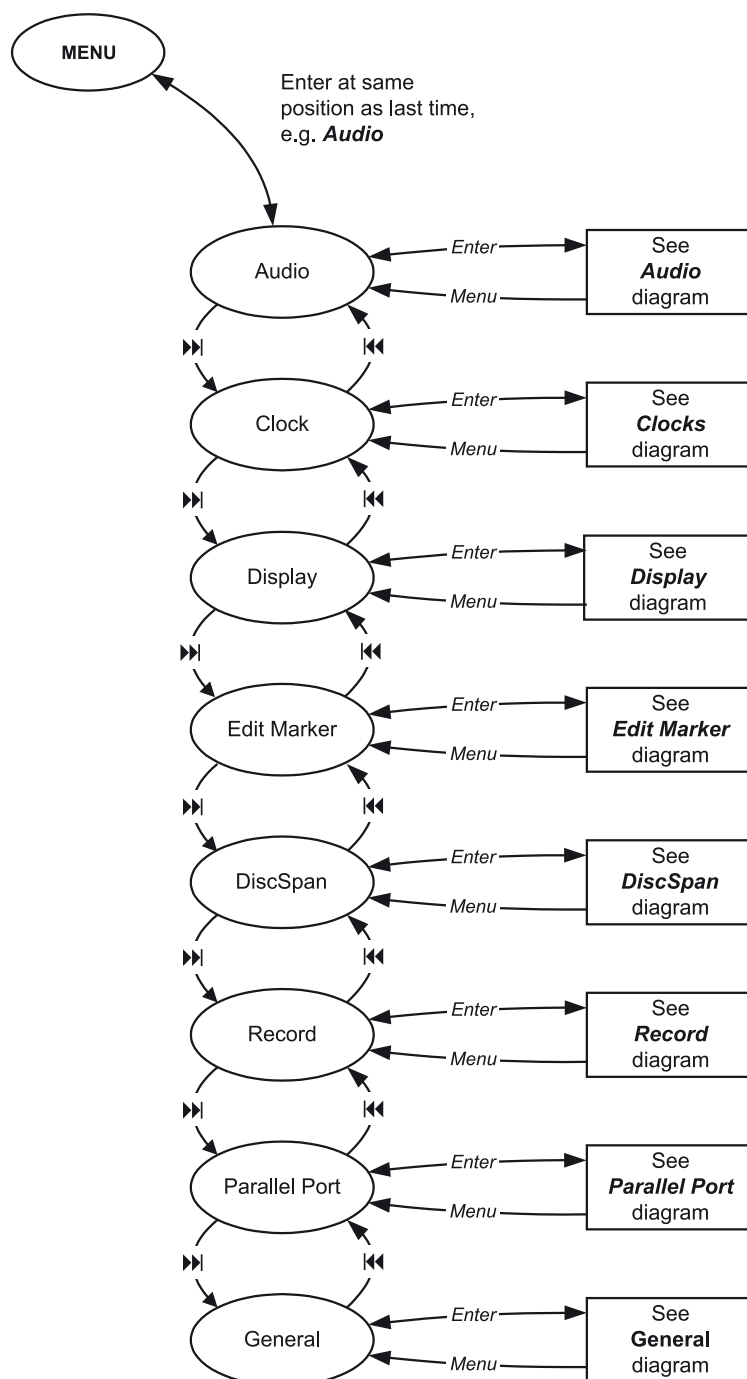 MENU
Enter at same
position as last time,
e.g. Audio
Audio
Enter
Menu
See
Audio
diagram
Clock
Enter
Menu
See
Clocks
diagram
Display
Enter
Menu
See
Display
diagram
Edit Marker
Enter
Menu
See
Edit Marker
diagram
DiscSpan
Enter
Menu
See
DiscSpan
diagram
Record
Enter
Menu
See
Record
diagram
Parallel Port
Enter
Menu
See
Parallel Port
diagram
General
Enter
Menu
See
General
diagram